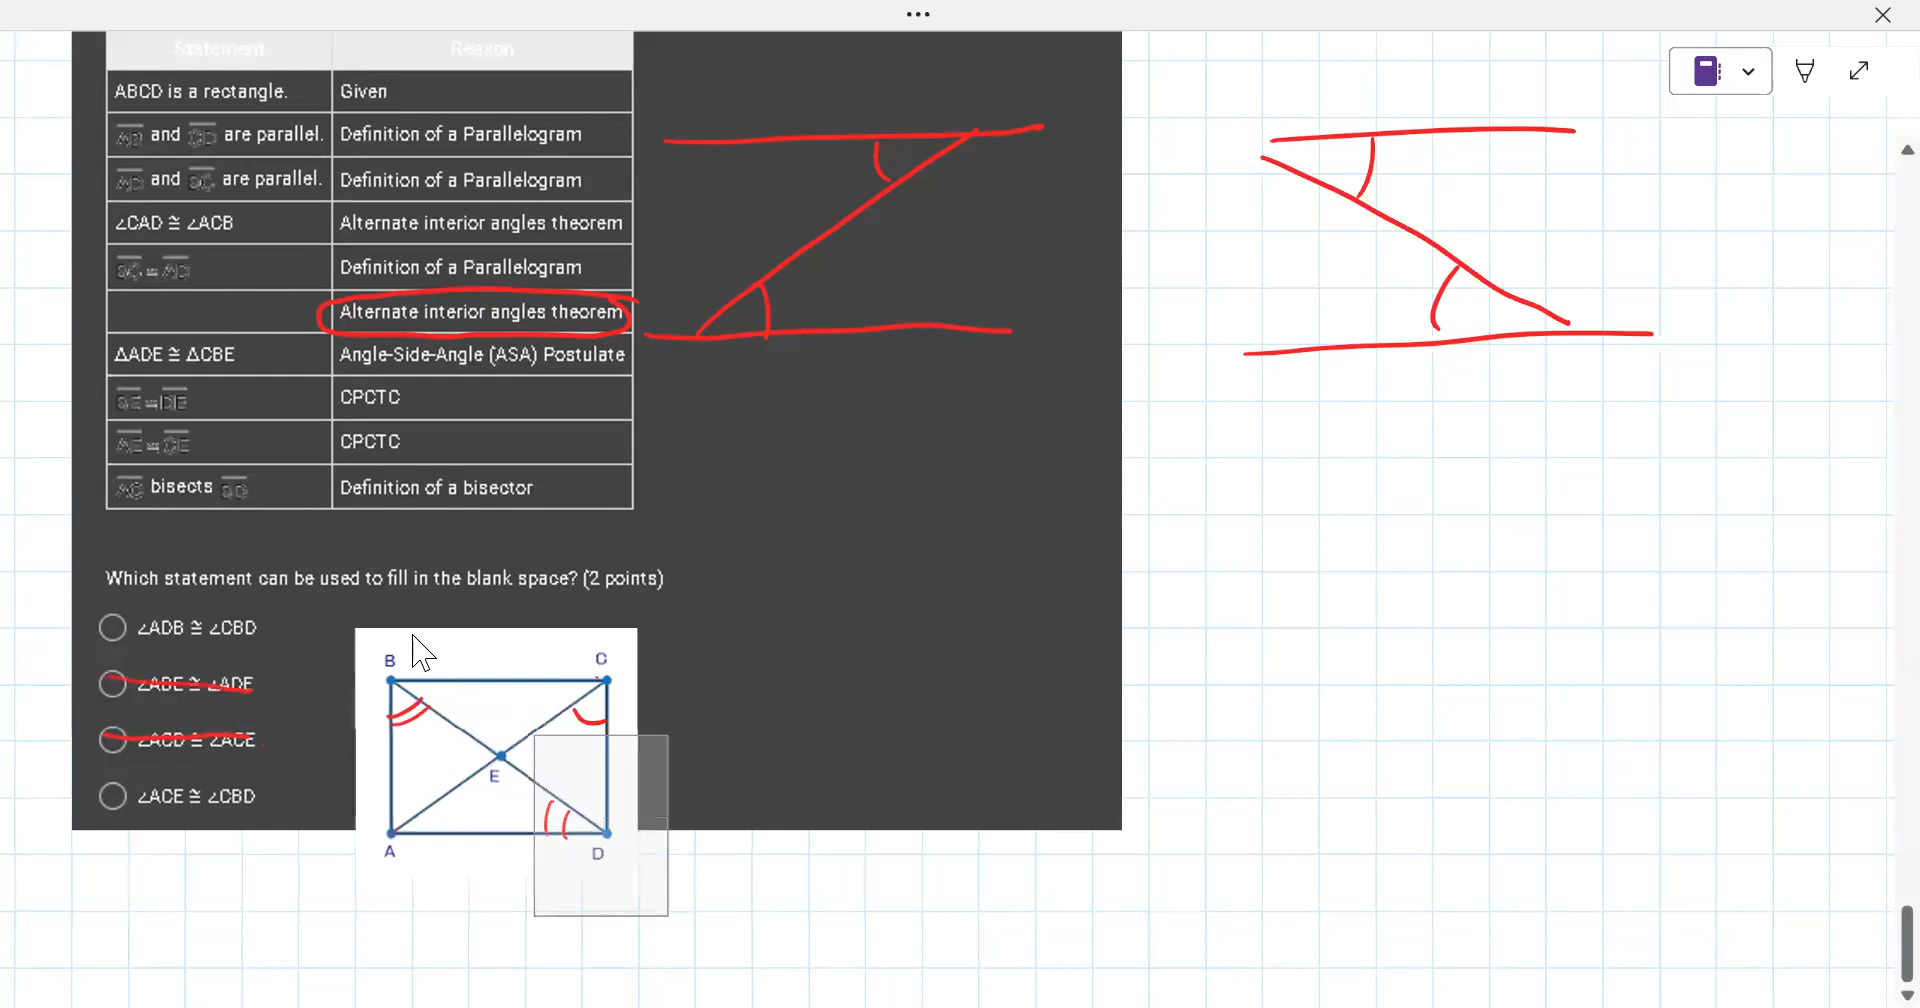 Statement Reason
ABCD is a rectangle. Given
and are parallel. Definition of a Parallelogram
and are parallel. Definition of a Parallelogram
∠CAD ≅ ∠ACB Alternate interior angles theorem
Definition of a Parallelogram
Alternate interior angles theorem
ΔADE ≅ ΔCBE Angle-Side-Angle (ASA) Postulate
CPCTC
CPCTC
bisects Definition of a bisector
Which statement can be used to fill in the blank space? (2 points)
∠ADB ≅ ∠CBD
∠ABE ≅ ∠ADE
∠ACD ≅ ∠ACE
∠ACE ≅ ∠CBD
B C
E
A D